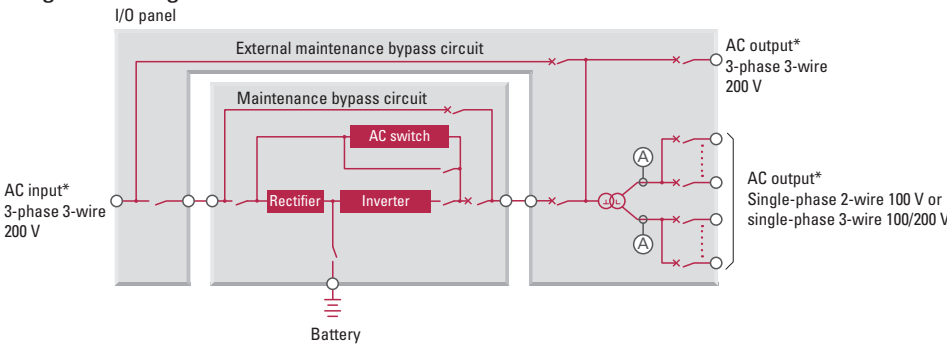 I/O panel
External maintenance bypass circuit
AC output*
3-phase 3-wire
200 V
Maintenance bypass circuit
AC switch
A
AC input*
3-phase 3-wire
200 V
Rectifier
Inverter
AC output*
Single-phase 2-wire 100 V or
single-phase 3-wire 100/200 V
A
Battery